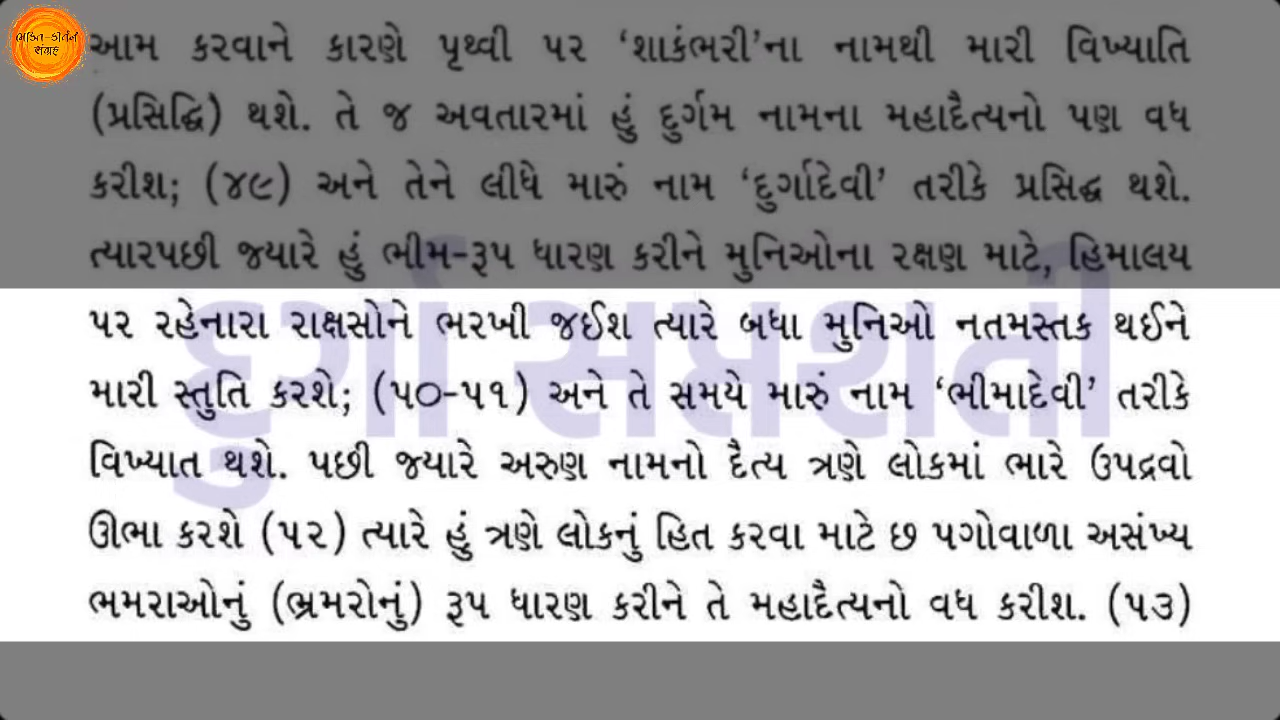 ભક્તિ-કીર્તન
સંગ્રહ
આમ કરવાને કારણે પૃથ્વી પર ‘શાકંભરી’ના નામથી મારી વિખ્યાતિ
(પ્રસિદ્ધિ) થશે. તે જ અવતારમાં હું દુર્ગમ નામના મહાદૈત્યનો પણ વધ
કરીશ; (૪૯) અને તેને લીધે મારું નામ ‘દુર્ગાદેવી’ તરીકે પ્રસિદ્ધ થશે.
ત્યારપછી જ્યારે હું ભીમ-રૂપ ધારણ કરીને મુનિઓના રક્ષણ માટે, હિમાલય
પર રહેનારા રાક્ષસોને ભરખી જઈશ ત્યારે બધા મુનિઓ નતમસ્તક થઈને
મારી સ્તુતિ કરશે; (૫૦-૫૧) અને તે સમયે મારું નામ ‘ભીમાદેવી’ તરીકે
વિખ્યાત થશે. પછી જ્યારે અરુણ નામનો દૈત્ય ત્રણે લોકમાં ભારે ઉપદ્રવો
ઊભા કરશે (૫૨) ત્યારે હું ત્રણે લોકનું હિત કરવા માટે છ પગોવાળા અસંખ્ય
ભમરાઓનું (ભ્રમરોનું) રૂપ ધારણ કરીને તે મહાદૈત્યનો વધ કરીશ. (૫૩)
દુર્ગા સપ્તશતી